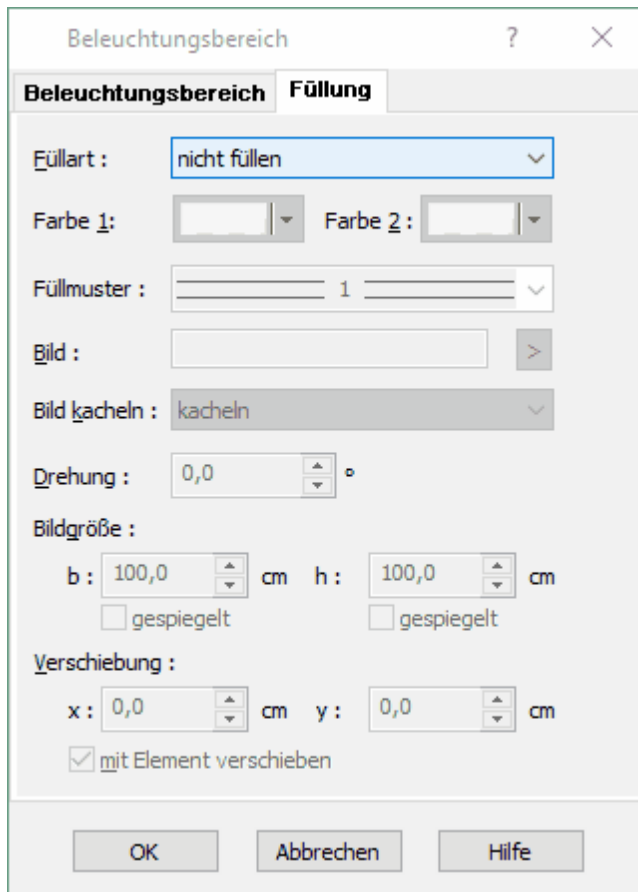 Beleuchtungsbereich ?
Beleuchtungsbereich Füllung
Füllart : nicht füllen
Farbe 1: Farbe 2 :
Füllmuster : 1
Bild : >
Bild kacheln : kacheln
Drehung : 0,0 °
Bildgröße :
b : 100,0 cm h : 100,0 cm
gespiegelt gespiegelt
Verschiebung :
x : 0,0 cm y : 0,0 cm
mit Element verschieben
OK Abbrechen Hilfe